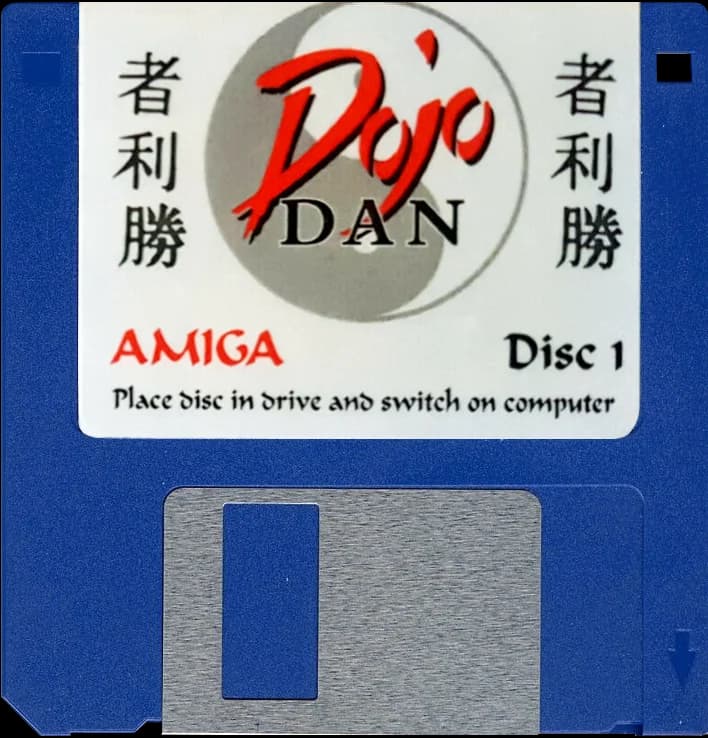 者利勝
Dojo
DAN
者利勝
AMIGA
Disc 1
Place disc in drive and switch on computer